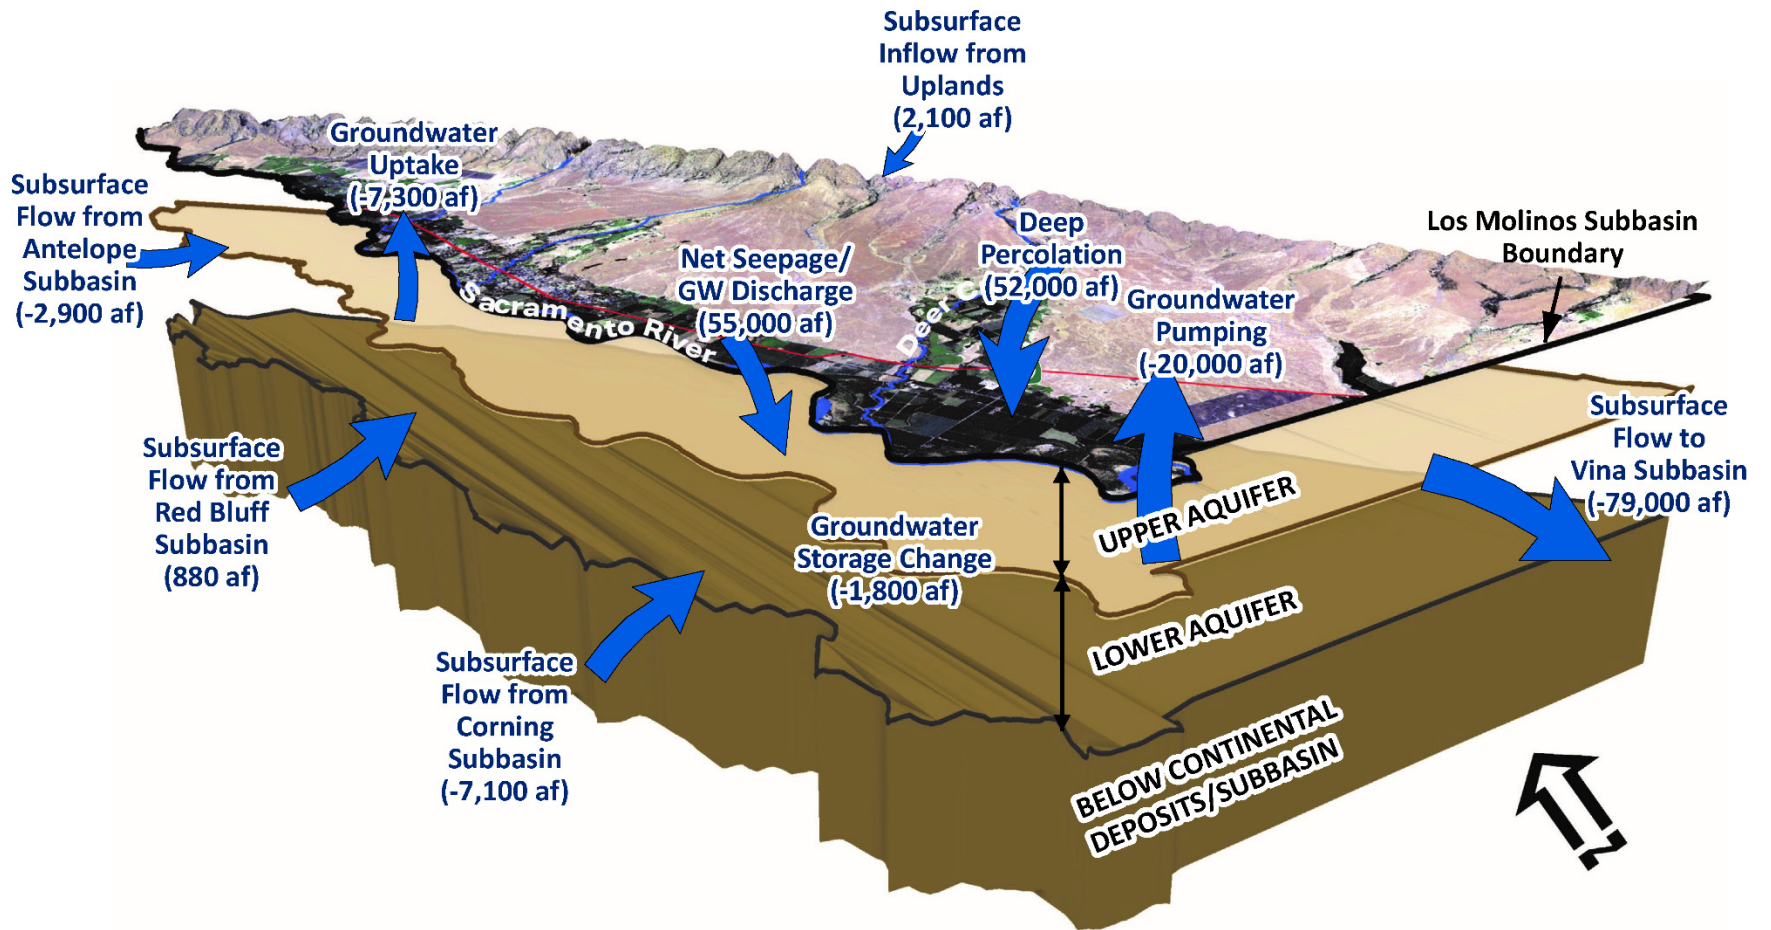 Subsurface
Inflow from
Uplands
(2,100 af)
Groundwater
Uptake
(-7,300 af)
Subsurface
Flow from
Antelope
Subbasin
(-2,900 af)
Net Seepage/
GW Discharge
(55,000 af)
Deep
Percolation
(52,000 af)
Groundwater
Pumping
(-20,000 af)
Los Molinos Subbasin
Boundary
Sacramento River
Deer
Subsurface
Flow to
Vina Subbasin
(-79,000 af)
Subsurface
Flow from
Red Bluff
Subbasin
(880 af)
Groundwater
Storage Change
(-1,800 af)
UPPER AQUIFER
LOWER AQUIFER
Subsurface
Flow from
Corning
Subbasin
(-7,100 af)
BELOW CONTINENTAL
DEPOSITS/SUBBASIN
N